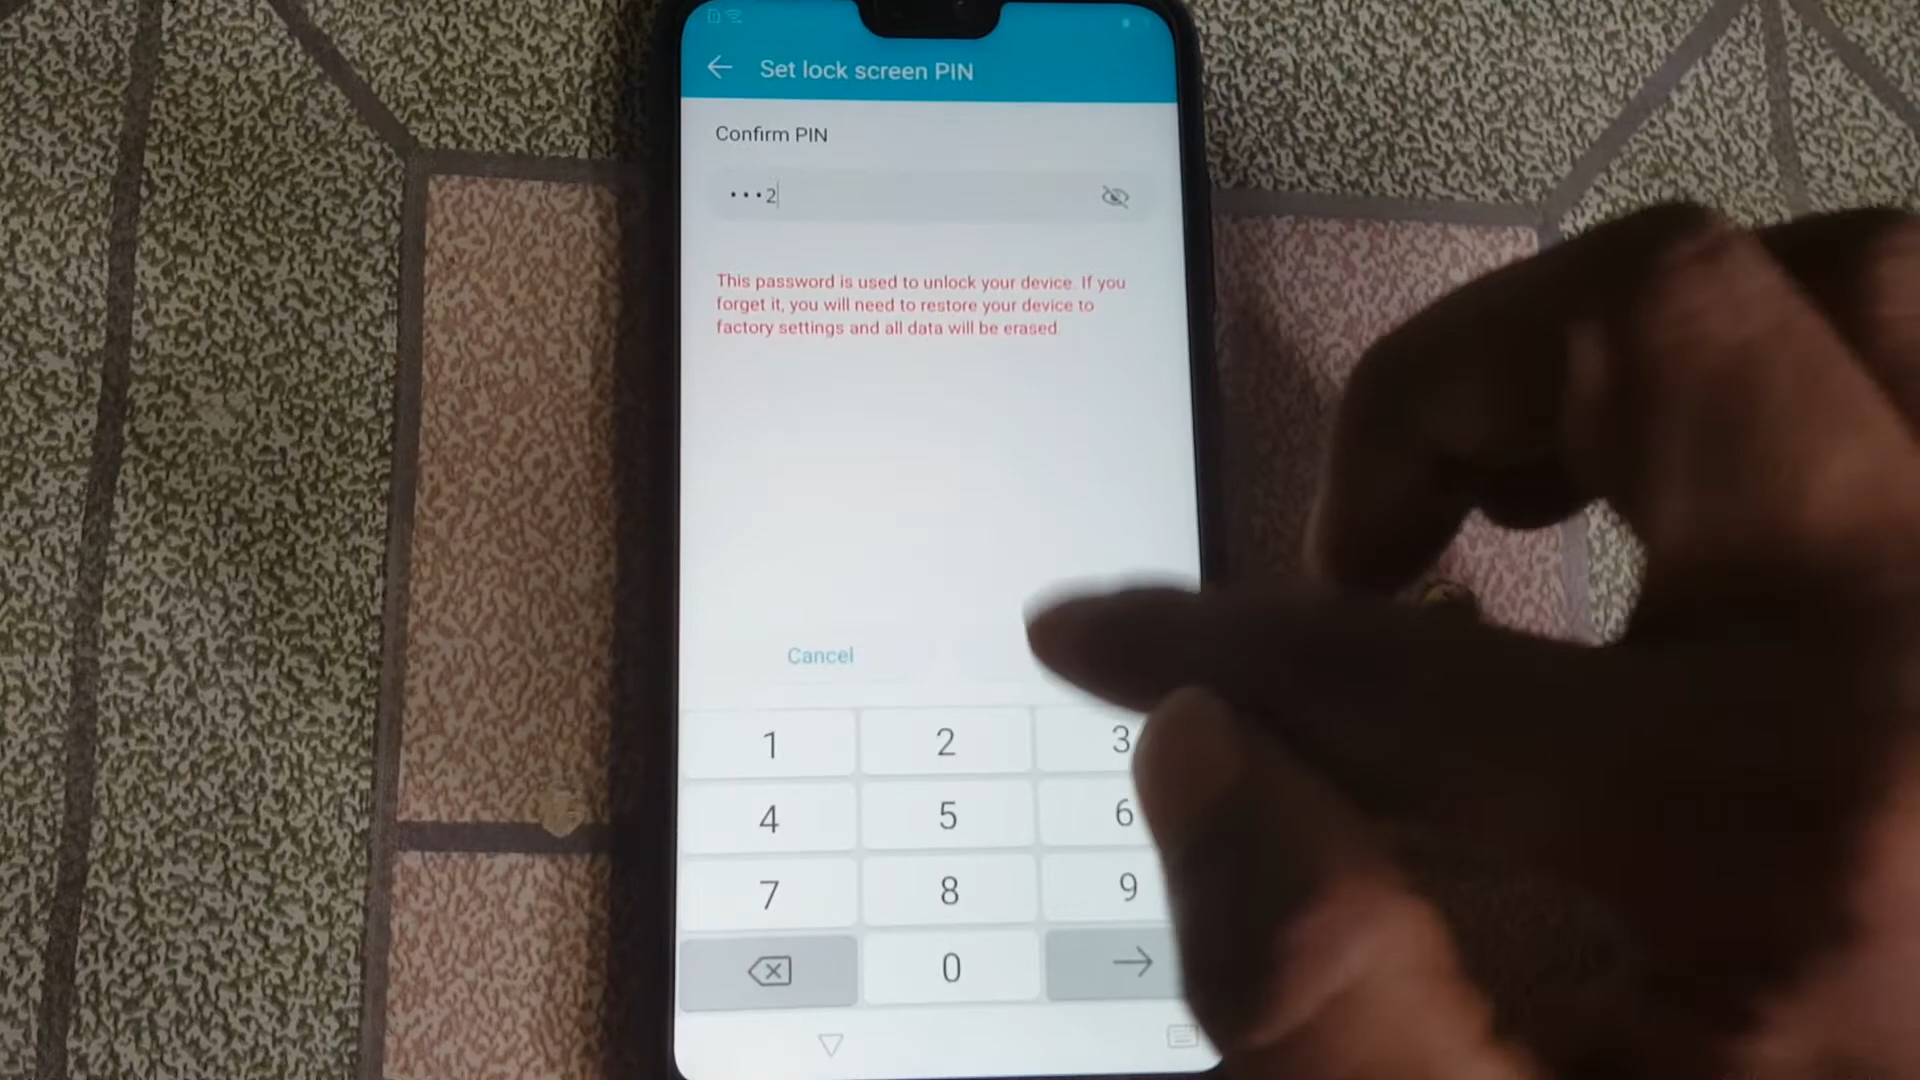 Set lock screen PIN
Confirm PIN
•••2
This password is used to unlock your device. If you
forget it, you will need to restore your device to
factory settings and all data will be erased.
Cancel
1 2 3
4 5 6
7 8 9
0